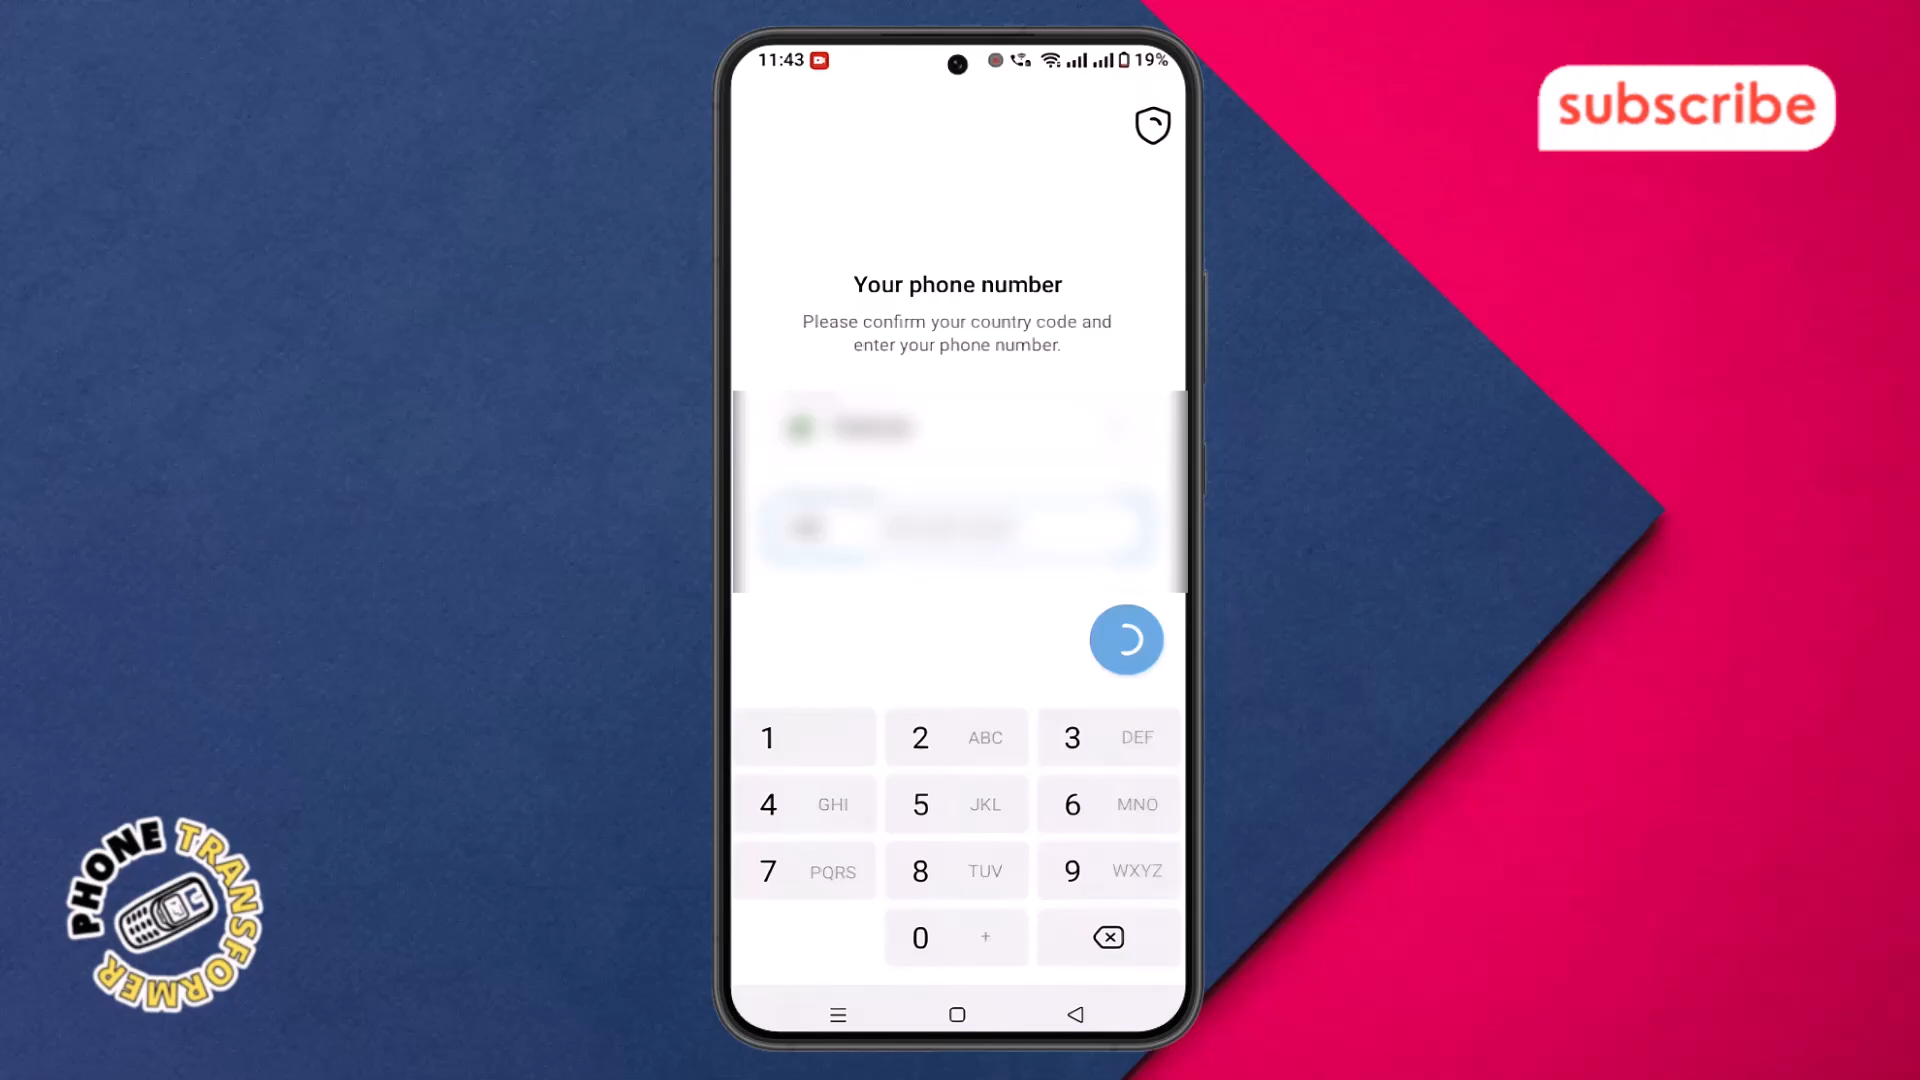 11:43
19%
subscribe
Your phone number
Please confirm your country code and
enter your phone number.
1
2 ABC
3 DEF
4 GHI
5 JKL
6 MNO
7 PQRS
8 TUV
9 WXYZ
0 +
PHONE TRANSFORMER